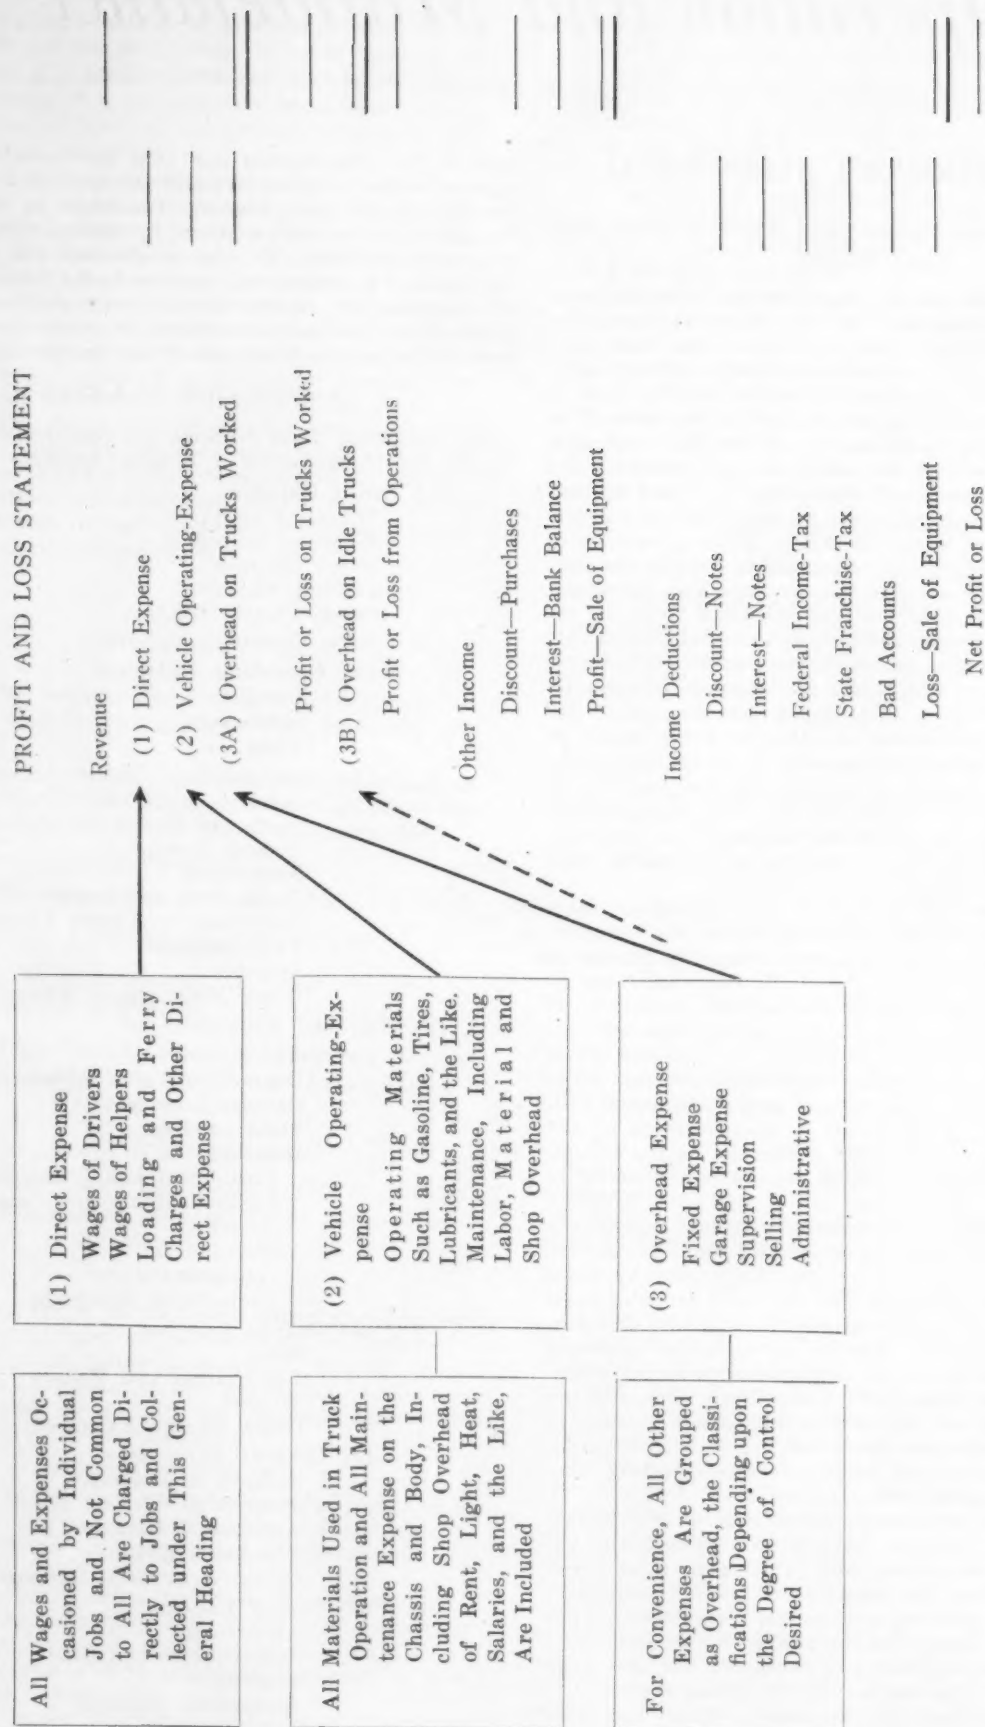 All Wages and Expenses Oc-
casioned by Individual
Jobs and Not Common
to All Are Charged Di-
rectly to Jobs and Col-
lected under This Gen-
eral Heading
All Materials Used in Truck
Operation and All Main-
tenance Expense on the
Chassis and Body, In-
cluding Shop Overhead
of Rent, Light, Heat,
Salaries, and the Like,
Are Included
For Convenience, All Other
Expenses Are Grouped
as Overhead, the Classi-
fications Depending upon
the Degree of Control
Desired
(1) Direct Expense
Wages of Drivers
Wages of Helpers
Loading and Ferry
Charges and Other Di-
rect Expense
(2) Vehicle Operating-Ex-
pense
Operating Materials
Such as Gasoline, Tires,
Lubricants, and the Like.
Maintenance, Including
Labor, Material and
Shop Overhead
(3) Overhead Expense
Fixed Expense
Garage Expense
Supervision
Selling
Administrative
PROFIT AND LOSS STATEMENT
Revenue
(1) Direct Expense
(2) Vehicle Operating-Expense
(3A) Overhead on Trucks Worked
Profit or Loss on Trucks Worked
(3B) Overhead on Idle Trucks
Profit or Loss from Operations
Other Income
Discount—Purchases
Interest—Bank Balance
Profit—Sale of Equipment
Income Deductions
Discount—Notes
Interest—Notes
Federal Income-Tax
State Franchise-Tax
Bad Accounts
Loss—Sale of Equipment
Net Profit or Loss